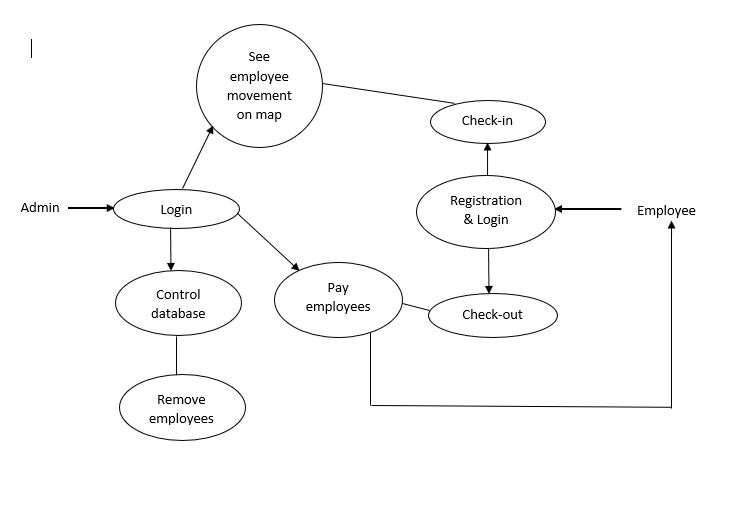 See
employee
movement
on map
Check-in
Admin
Login
Registration
& Login
Employee
Control
database
Pay
employees
Check-out
Remove
employees